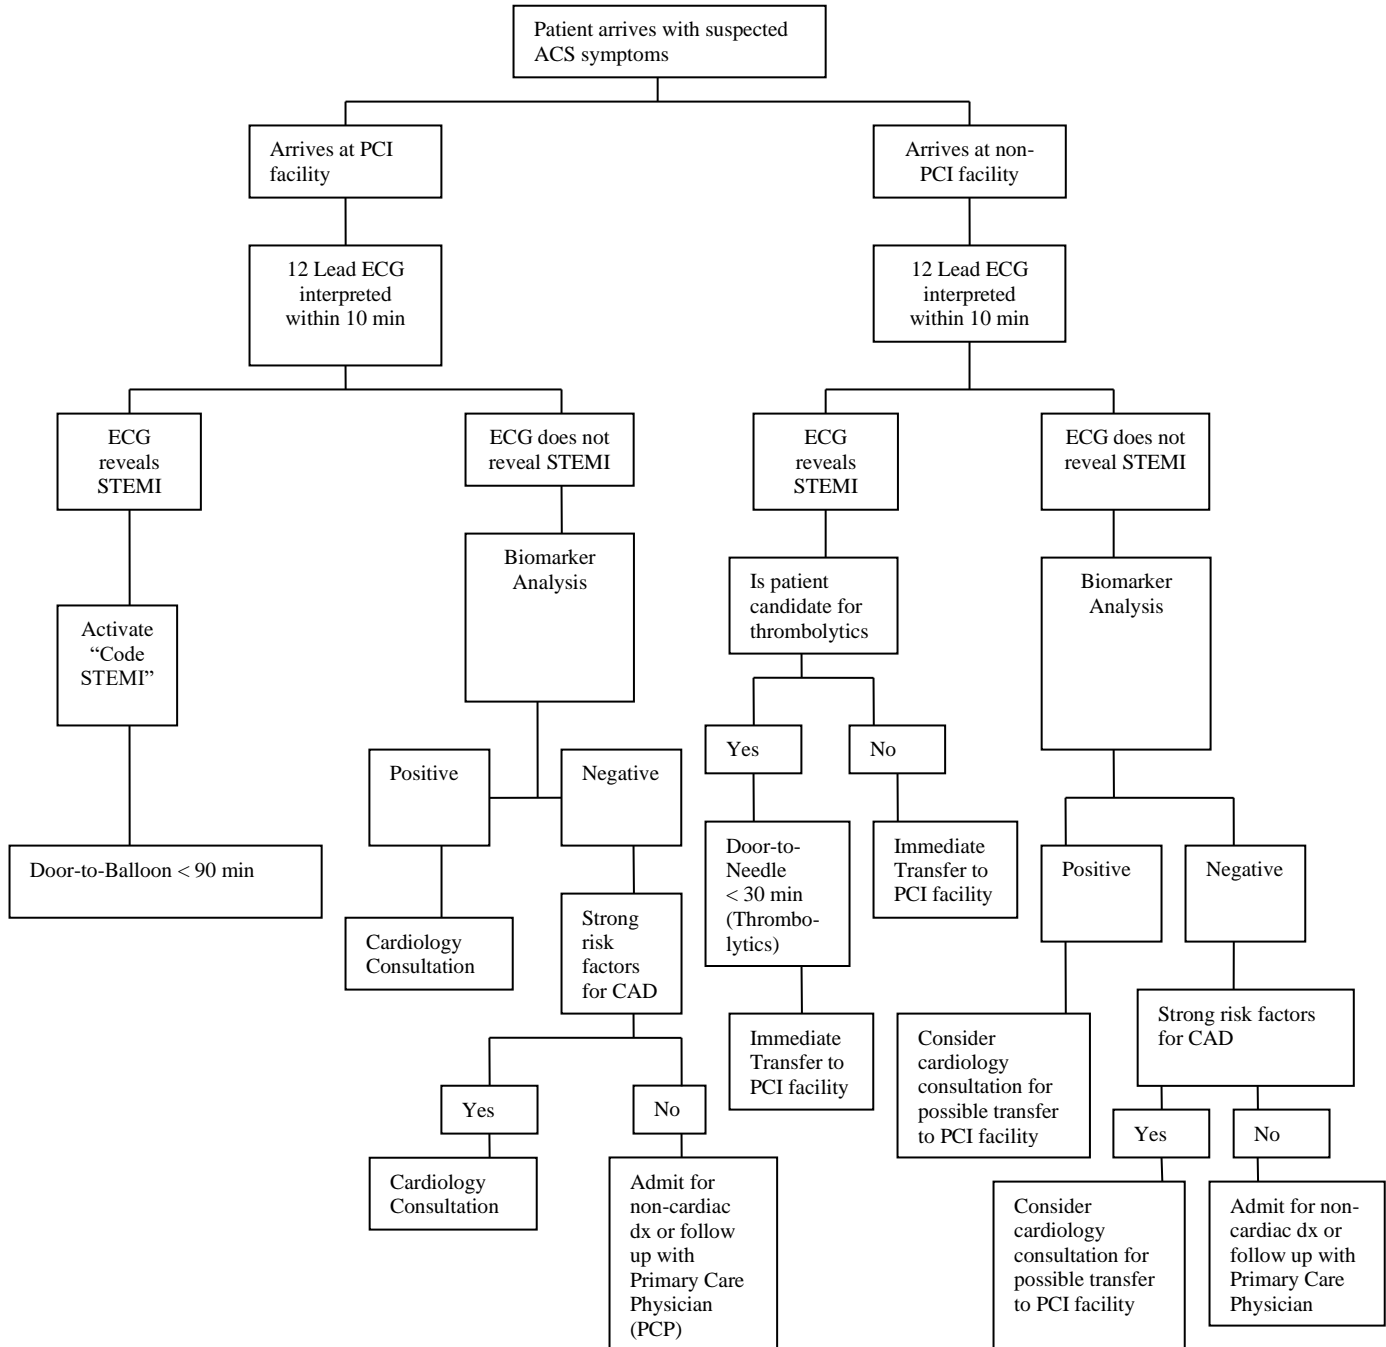 Patient arrives with suspected
ACS symptoms
Arrives at PCI
facility
Arrives at non-
PCI facility
12 Lead ECG
interpreted
within 10 min
12 Lead ECG
interpreted
within 10 min
ECG
reveals
STEMI
ECG does not
reveal STEMI
ECG
reveals
STEMI
ECG does not
reveal STEMI
Activate
“Code
STEMI”
Biomarker
Analysis
Is patient
candidate for
thrombolytics
Biomarker
Analysis
Positive
Negative
Yes
No
Door-to-Balloon < 90 min
Cardiology
Consultation
Strong
risk
factors
for CAD
Door-to-
Needle
< 30 min
(Thrombo-
lytics)
Immediate
Transfer to
PCI facility
Positive
Negative
Immediate
Transfer to
PCI facility
Consider
cardiology
consultation for
possible transfer
to PCI facility
Strong risk factors
for CAD
Yes
No
Yes
No
Cardiology
Consultation
Admit for
non-cardiac
dx or follow
up with
Primary Care
Physician
(PCP)
Consider
cardiology
consultation for
possible transfer
to PCI facility
Admit for non-
cardiac dx or
follow up with
Primary Care
Physician